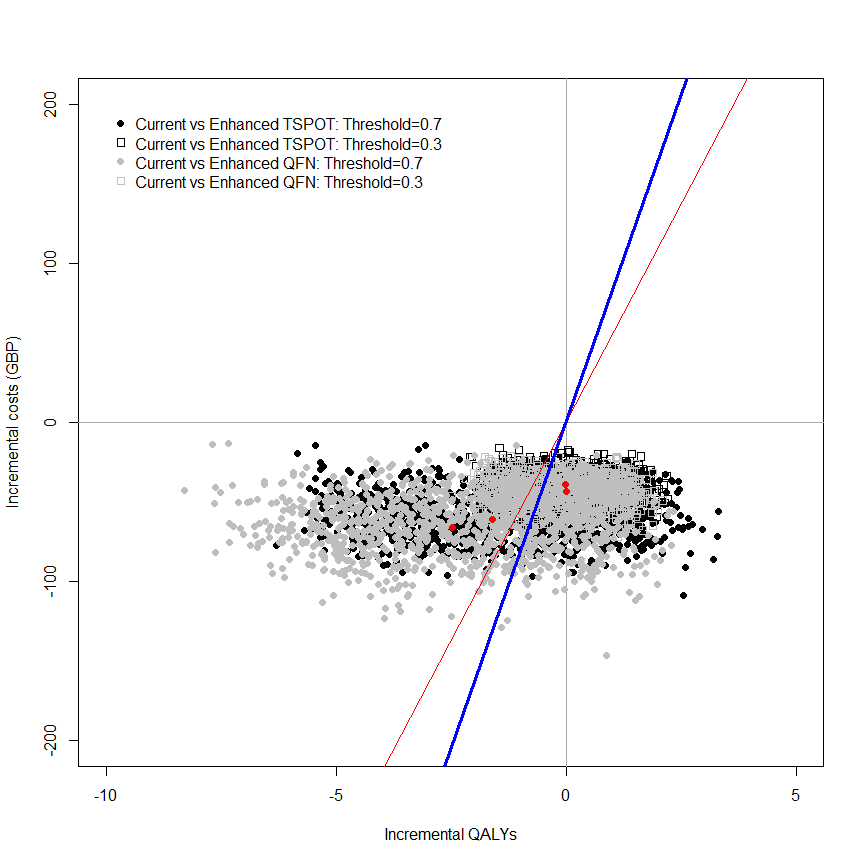 Current vs Enhanced TSPOT: Threshold=0.7
Current vs Enhanced TSPOT: Threshold=0.3
Current vs Enhanced QFN: Threshold=0.7
Current vs Enhanced QFN: Threshold=0.3
Incremental costs (GBP)
200
100
0
-100
-200
-10
-5
0
5
Incremental QALYs